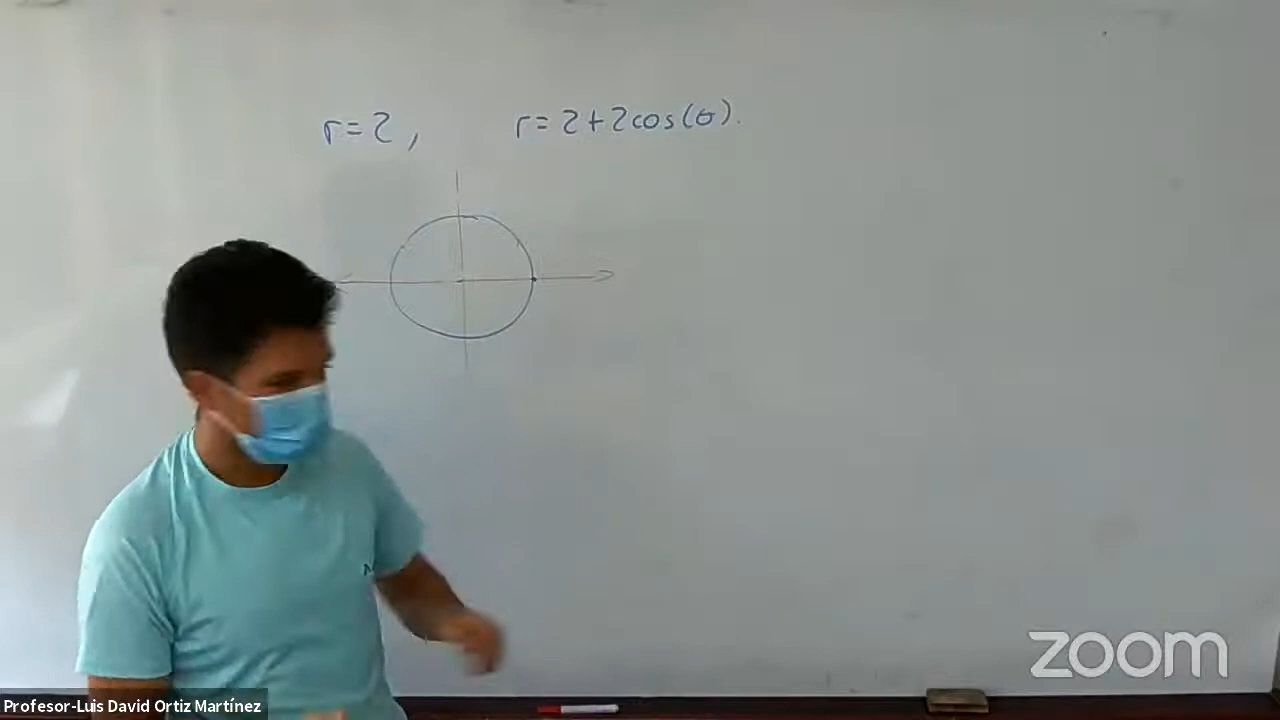 r=2, r=2+2cos(θ).
zoom
Profesor-Luis David Ortiz Martínez